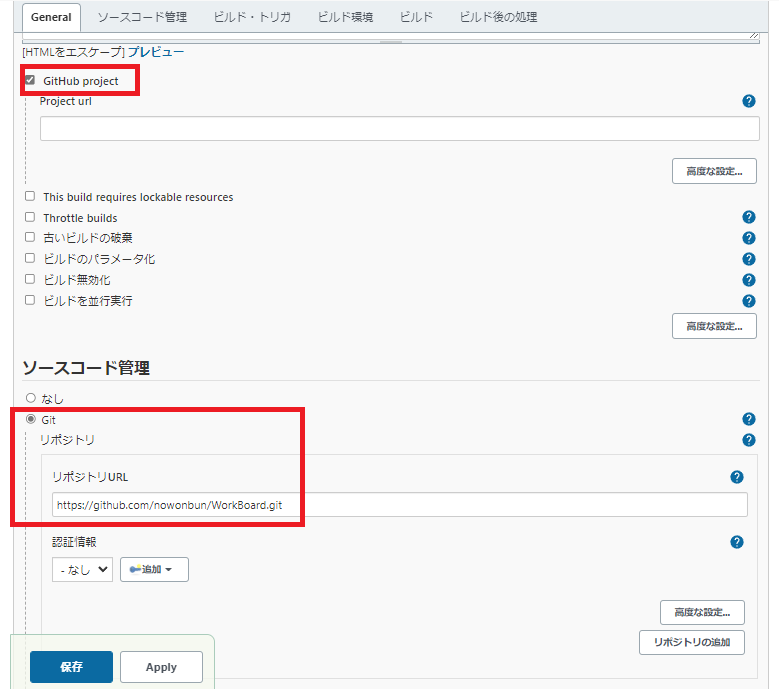 General ソースコード管理 ビルド・トリガ ビルド環境 ビルド ビルド後の処理
[HTMLをエスケープ] プレビュー
GitHub project
Project url
高度な設定...
This build requires lockable resources
Throttle builds
古いビルドの破棄
ビルドのパラメータ化
ビルド無効化
ビルドを並行実行
高度な設定...
ソースコード管理
なし
Git
リポジトリ
リポジトリURL
https://github.com/nowonbun/WorkBoard.git
認証情報
- なし 追加
高度な設定...
リポジトリの追加
保存 Apply